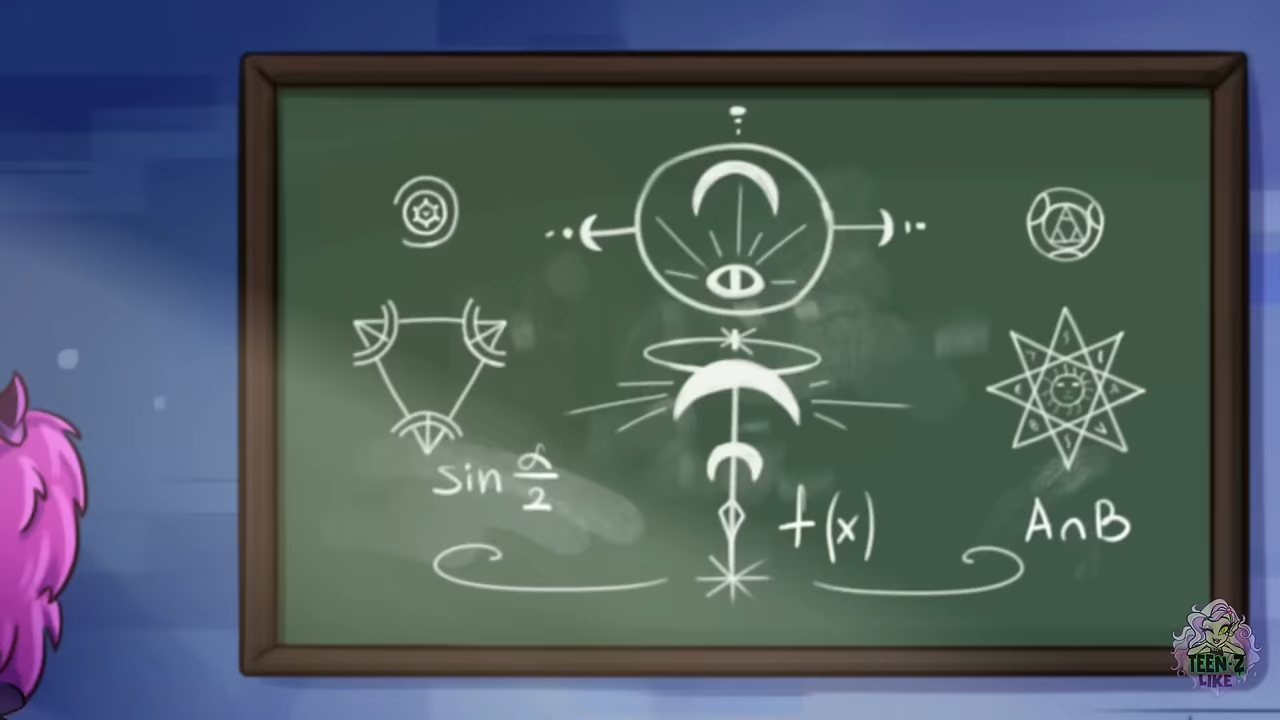 sin α/2
f(x)
A∩B
TEEN-Z
LIKE